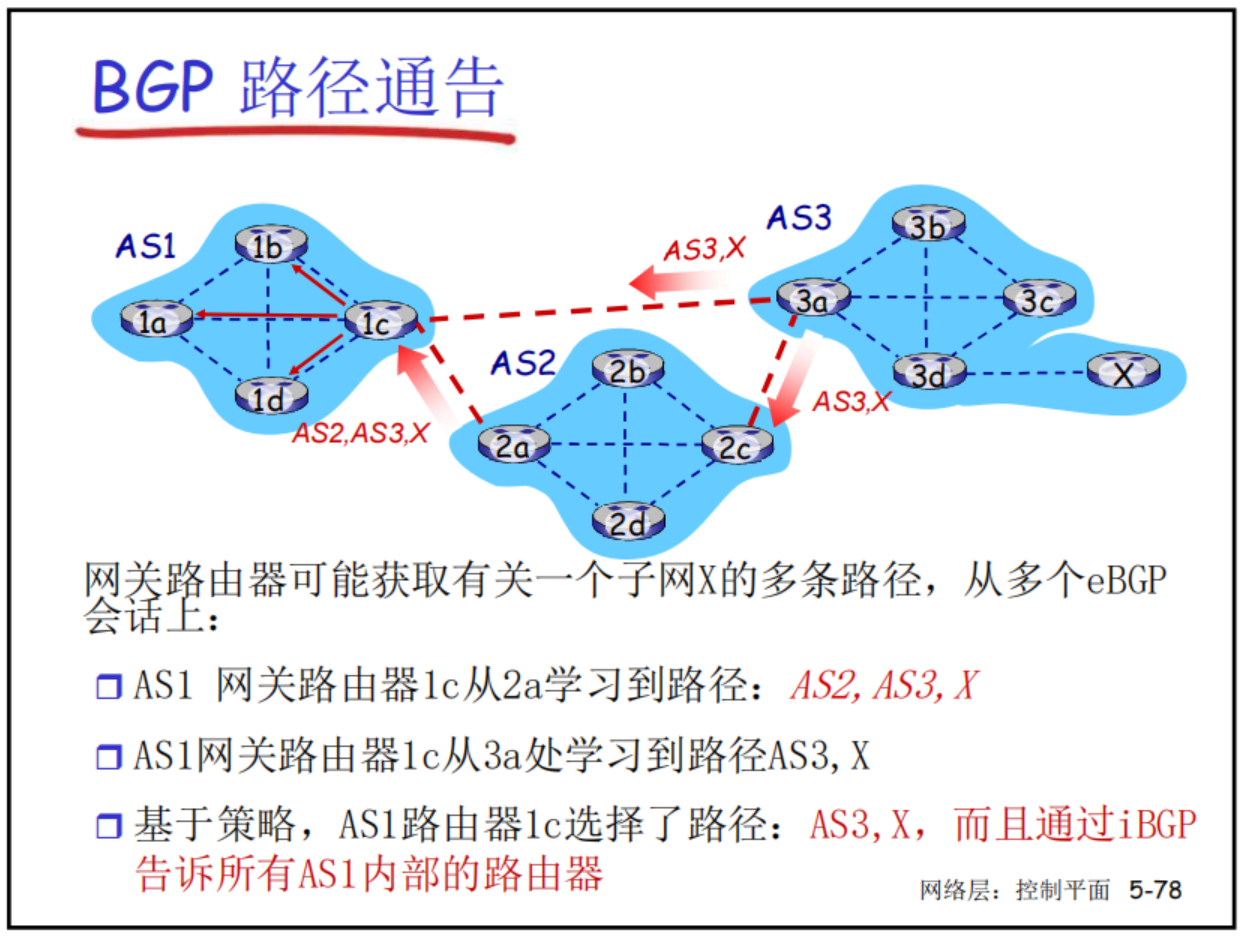 BGP 路径通告
AS1
1b
1a
1c
1d
AS3,X
AS3
3b
3a
3c
3d
X
AS2
2b
2a
2c
2d
AS2,AS3,X
AS3,X
网关路由器可能获取有关一个子网X的多条路径，从多个eBGP
会话上：
AS1 网关路由器1c从2a学习到路径：AS2,AS3,X
AS1网关路由器1c从3a处学习到路径AS3,X
基于策略，AS1路由器1c选择了路径：AS3,X，而且通过iBGP
告诉所有AS1内部的路由器
网络层：控制平面 5-78